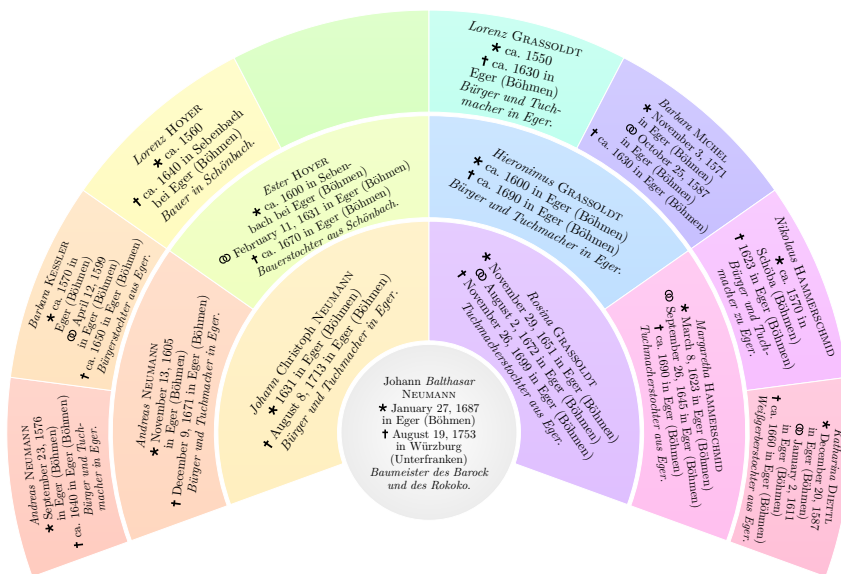 Lorenz GRASSOLDT
★ ca. 1550
✝ ca. 1630 in
Eger (Böhmen)
Bürger und Tuch-
macher in Eger.
Barbara MICHEL
★ November 3, 1571
in Eger (Böhmen)
⚭ October 25, 1587
in Eger (Böhmen)
✝ ca. 1630 in Eger (Böhmen)
Lorenz HOYER
★ ca. 1560
✝ ca. 1640 in Sebenbach
bei Eger (Böhmen)
Bauer in Schönbach.
Ester HOYER
★ ca. 1600 in Seben-
bach bei Eger (Böhmen)
⚭ February 11, 1631 in Eger (Böhmen)
✝ ca. 1670 in Eger (Böhmen)
Bauerstochter aus Schönbach.
Hieronimus GRASSOLDT
★ ca. 1600 in Eger (Böhmen)
✝ ca. 1690 in Eger (Böhmen)
Bürger und Tuchmacher in Eger.
Barbara KESSLER
★ ca. 1570 in
Eger (Böhmen)
⚭ April 12, 1599
in Eger (Böhmen)
✝ ca. 1650 in Eger (Böhmen)
Bürgerstochter aus Eger.
Nikolaus HAMMERSCHMID
★ ca. 1570 in
Schöba (Böhmen)
✝ 1623 in Eger (Böhmen)
Bürger und Tuch-
macher zu Eger.
Andreas NEUMANN
★ November 13, 1605
in Eger (Böhmen)
✝ December 9, 1671 in Eger (Böhmen)
Bürger und Tuchmacher in Eger.
Johann Christoph NEUMANN
★ 1631 in Eger (Böhmen)
✝ August 8, 1713 in Eger (Böhmen)
Bürger und Tuchmacher in Eger.
Rosina GRASSOLDT
★ November 29, 1651 in Eger (Böhmen)
⚭ August 2, 1672 in Eger (Böhmen)
✝ November 26, 1699 in Eger (Böhmen)
Tuchmacherstochter aus Eger.
Margaretha HAMMERSCHMID
★ March 8, 1623 in Eger (Böhmen)
⚭ September 26, 1645 in Eger (Böhmen)
✝ ca. 1690 in Eger (Böhmen)
Tuchmacherstochter aus Eger.
Andreas NEUMANN
★ September 23, 1576
in Eger (Böhmen)
✝ ca. 1640 in Eger (Böhmen)
Bürger und Tuch-
macher in Eger.
Johann Balthasar
NEUMANN
★ January 27, 1687
in Eger (Böhmen)
✝ August 19, 1753
in Würzburg
(Unterfranken)
Baumeister des Barock
und des Rokoko.
Katharina DIETTL
★ December 20, 1587
in Eger (Böhmen)
⚭ January 2, 1611
in Eger (Böhmen)
✝ ca. 1660 in Eger (Böhmen)
Weißgerberstochter aus Eger.